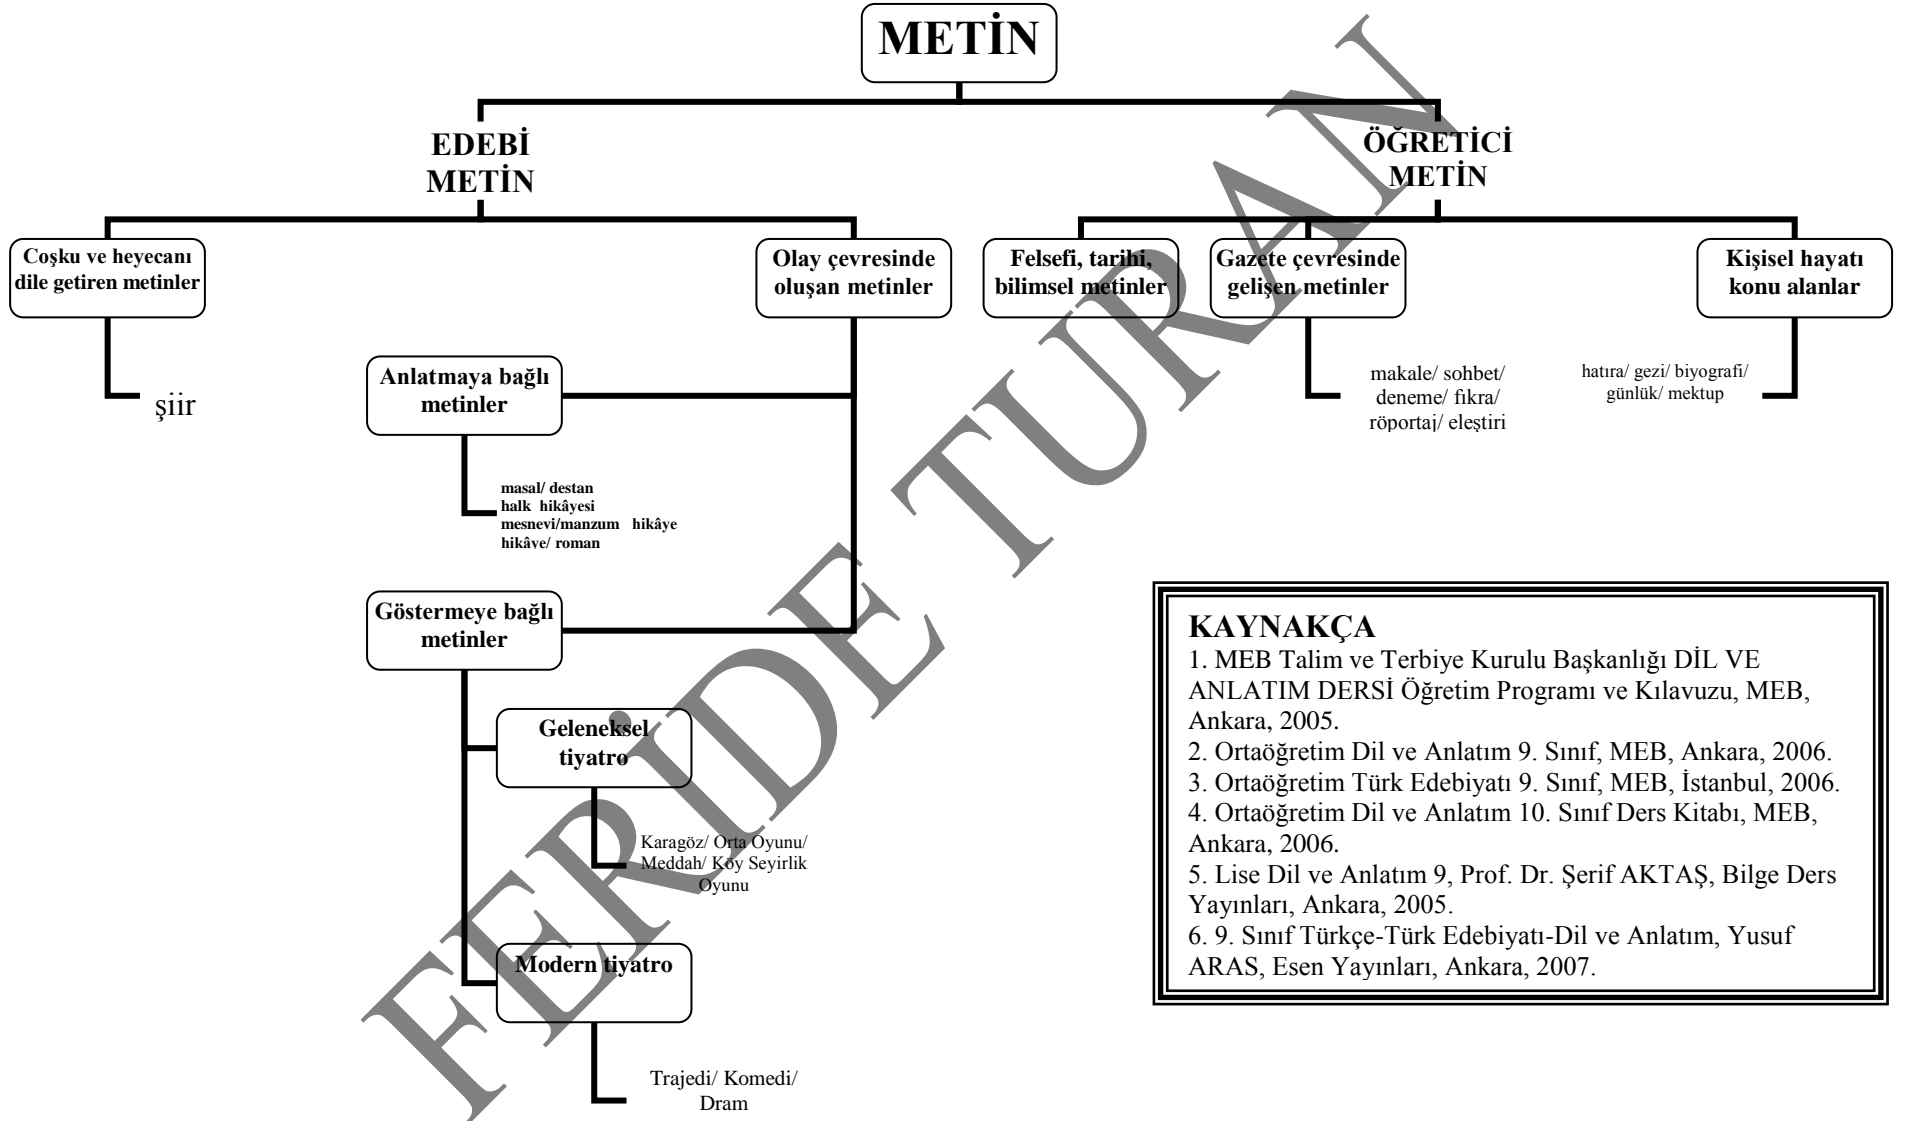 METİN
EDEBİ
METİN
ÖĞRETİCİ
METİN
Coşku ve heyecanı
dile getiren metinler
Olay çevresinde
oluşan metinler
Felsefi, tarihi,
bilimsel metinler
Gazete çevresinde
gelişen metinler
Kişisel hayatı
konu alanlar
şiir
Anlatmaya bağlı
metinler
makale/ sohbet/
deneme/ fıkra/
röportaj/ eleştiri
hatıra/ gezi/ biyografi/
günlük/ mektup
masal/ destan
halk hikâyesi
mesnevi/manzum hikâye
hikâye/ roman
Göstermeye bağlı
metinler
Geleneksel
tiyatro
Karagöz/ Orta Oyunu/
Meddah/ Köy Seyirlik
Oyunu
Modern tiyatro
Trajedi/ Komedi/
Dram
KAYNAKÇA
1. MEB Talim ve Terbiye Kurulu Başkanlığı DİL VE
ANLATIM DERSİ Öğretim Programı ve Kılavuzu, MEB,
Ankara, 2005.
2. Ortaöğretim Dil ve Anlatım 9. Sınıf, MEB, Ankara, 2006.
3. Ortaöğretim Türk Edebiyatı 9. Sınıf, MEB, İstanbul, 2006.
4. Ortaöğretim Dil ve Anlatım 10. Sınıf Ders Kitabı, MEB,
Ankara, 2006.
5. Lise Dil ve Anlatım 9, Prof. Dr. Şerif AKTAŞ, Bilge Ders
Yayınları, Ankara, 2005.
6. 9. Sınıf Türkçe-Türk Edebiyatı-Dil ve Anlatım, Yusuf
ARAS, Esen Yayınları, Ankara, 2007.
FERİDE TURAN